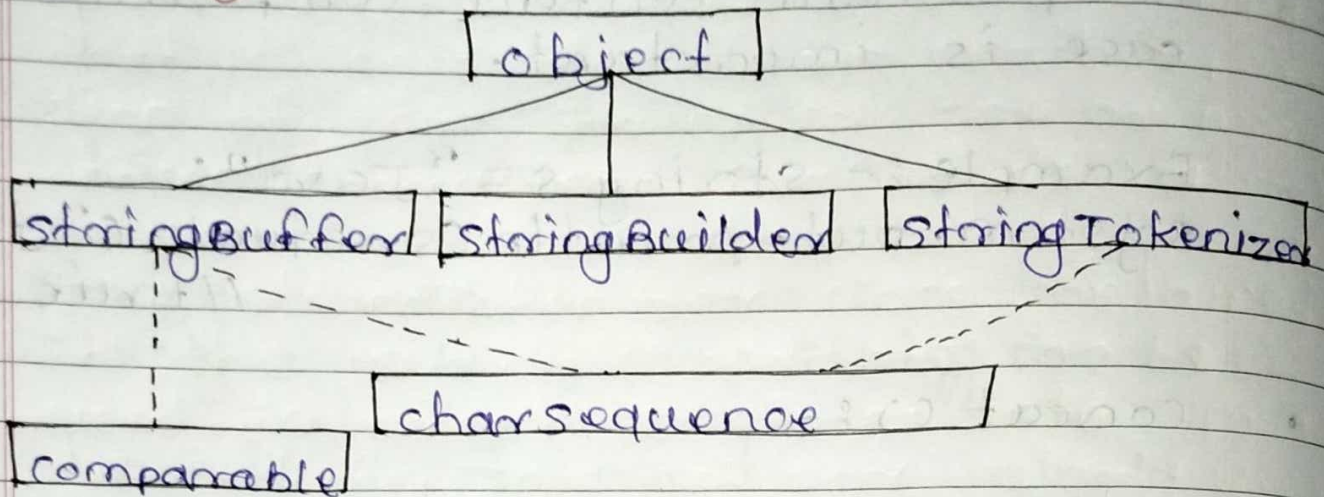 object
stringBuffer StringBuilder StringTokenizer
charsequence
comparable